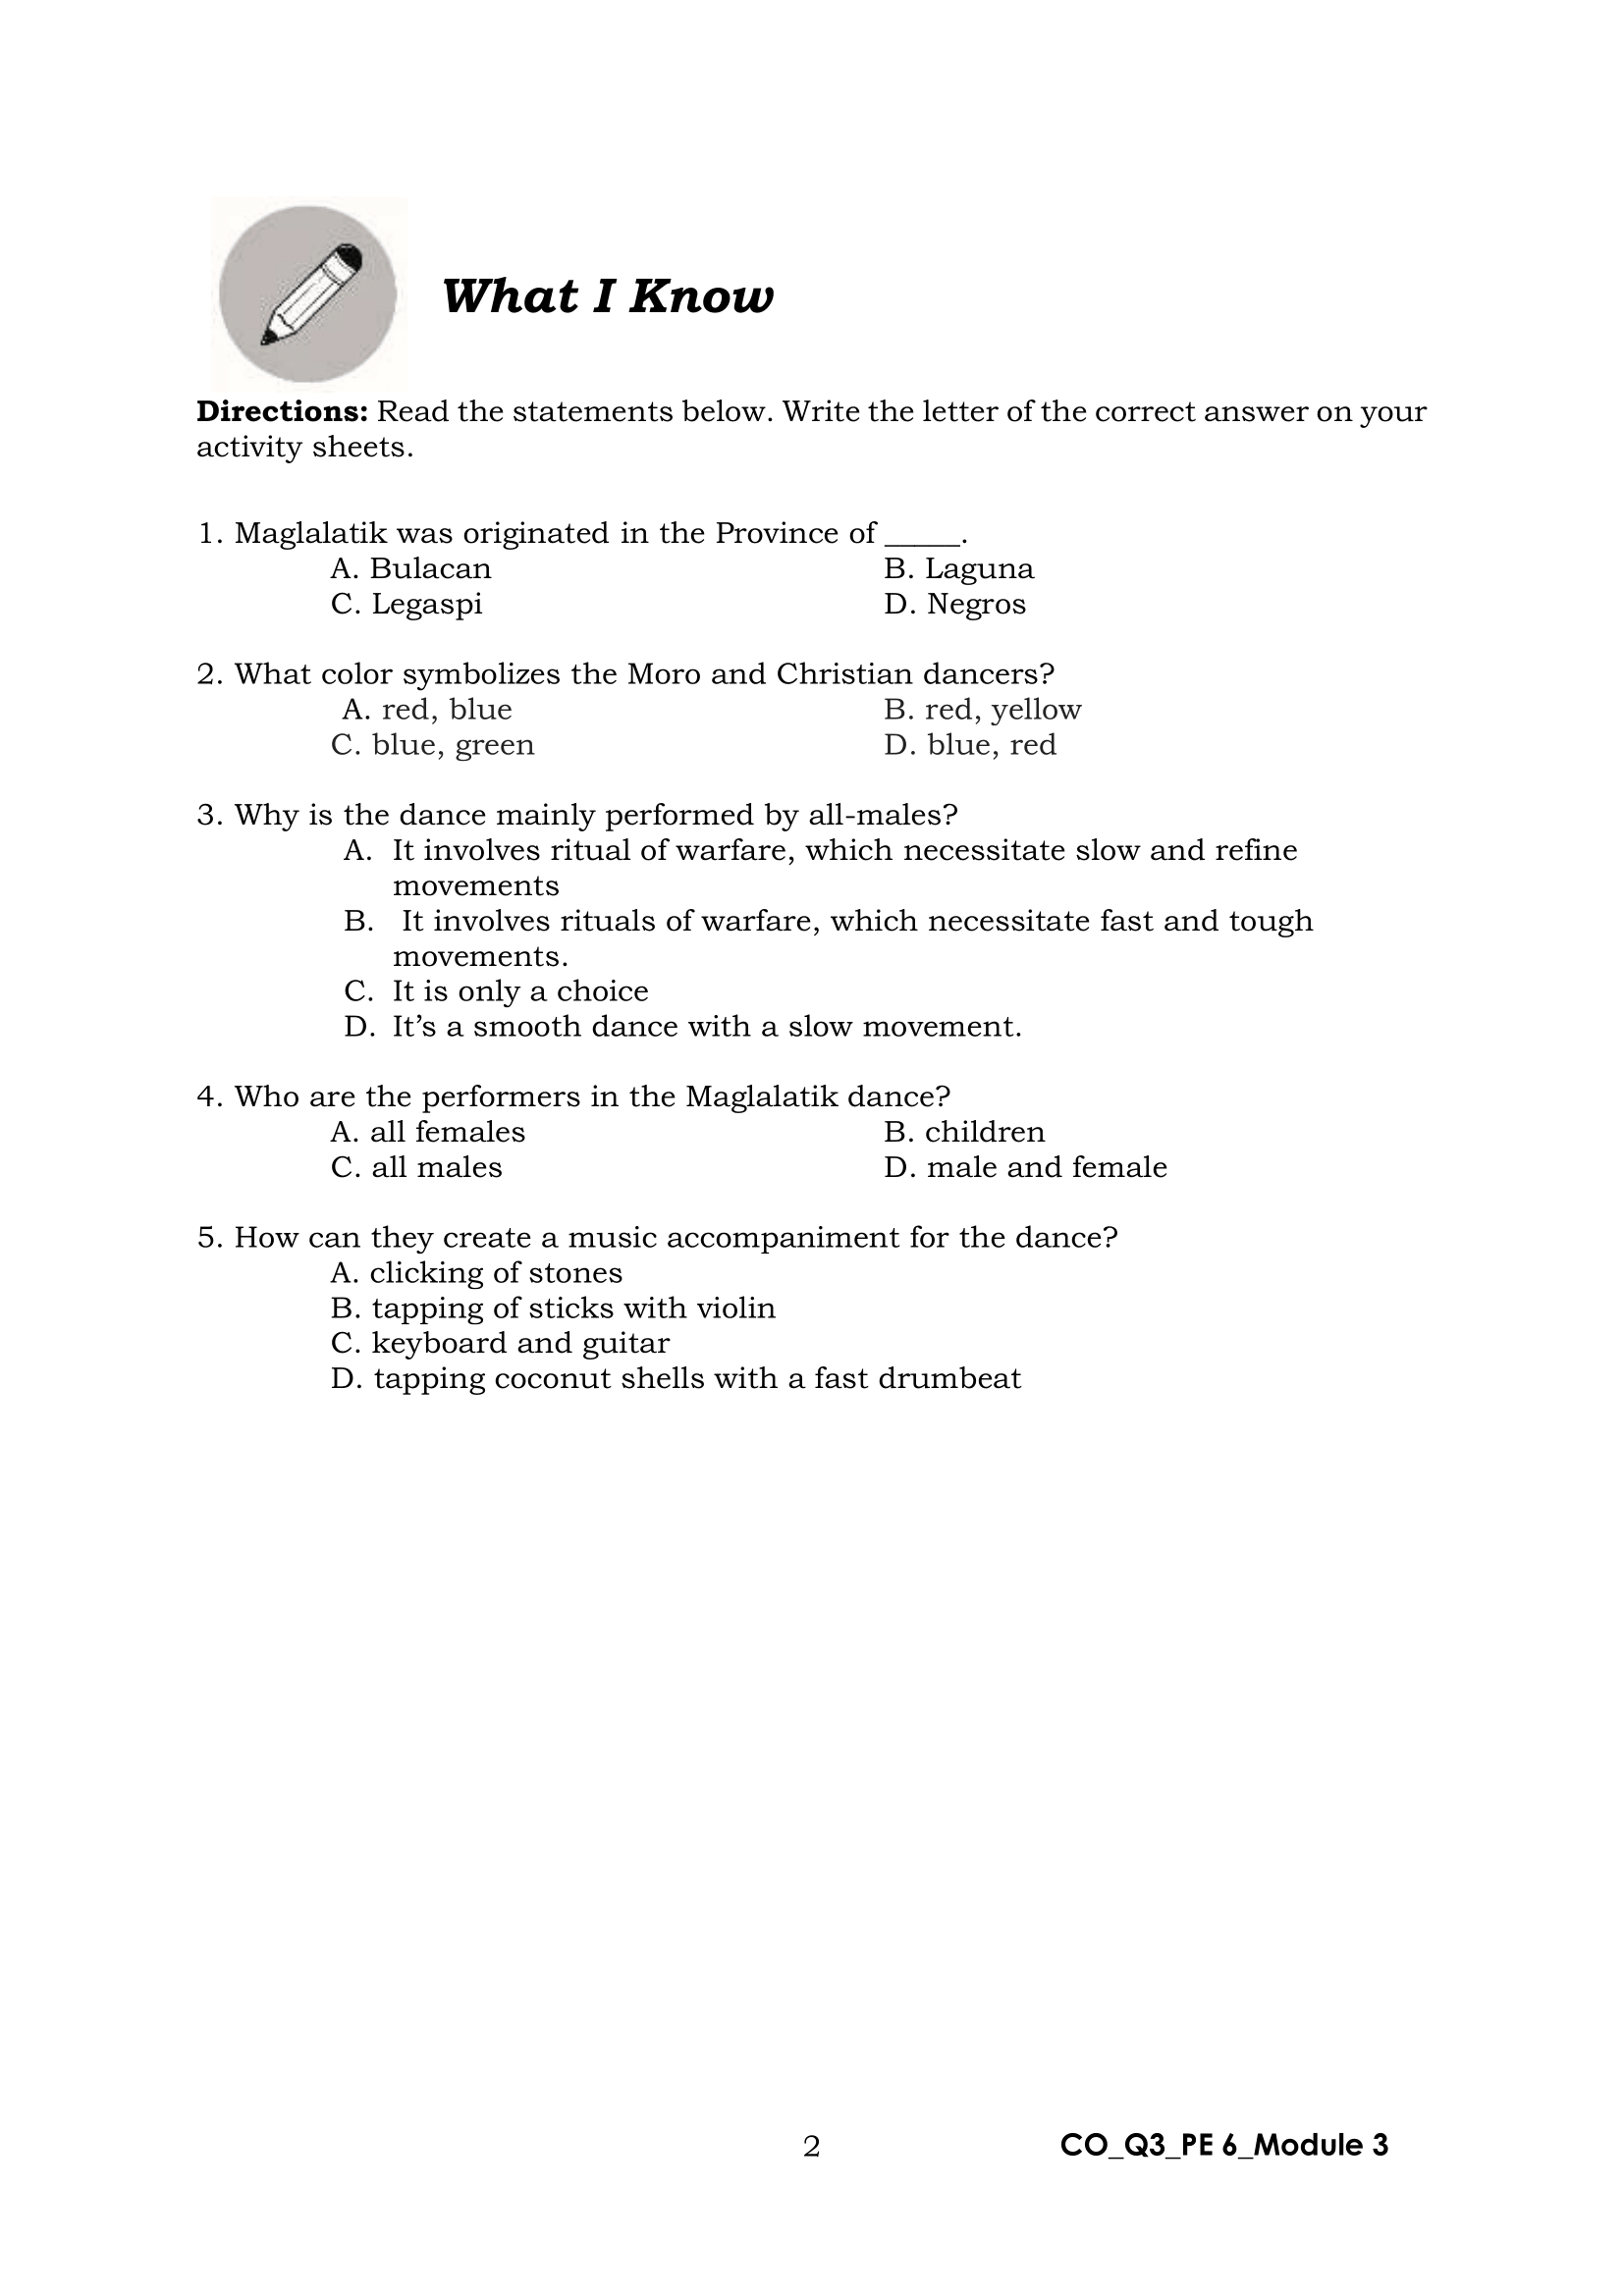 What I Know
Directions: Read the statements below. Write the letter of the correct answer on your
activity sheets.
1. Maglalatik was originated in the Province of _____.
A. Bulacan B. Laguna
C. Legaspi D. Negros
2. What color symbolizes the Moro and Christian dancers?
A. red, blue B. red, yellow
C. blue, green D. blue, red
3. Why is the dance mainly performed by all-males?
A. It involves ritual of warfare, which necessitate slow and refine
movements
B. It involves rituals of warfare, which necessitate fast and tough
movements.
C. It is only a choice
D. It’s a smooth dance with a slow movement.
4. Who are the performers in the Maglalatik dance?
A. all females B. children
C. all males D. male and female
5. How can they create a music accompaniment for the dance?
A. clicking of stones
B. tapping of sticks with violin
C. keyboard and guitar
D. tapping coconut shells with a fast drumbeat
2 CO_Q3_PE 6_Module 3